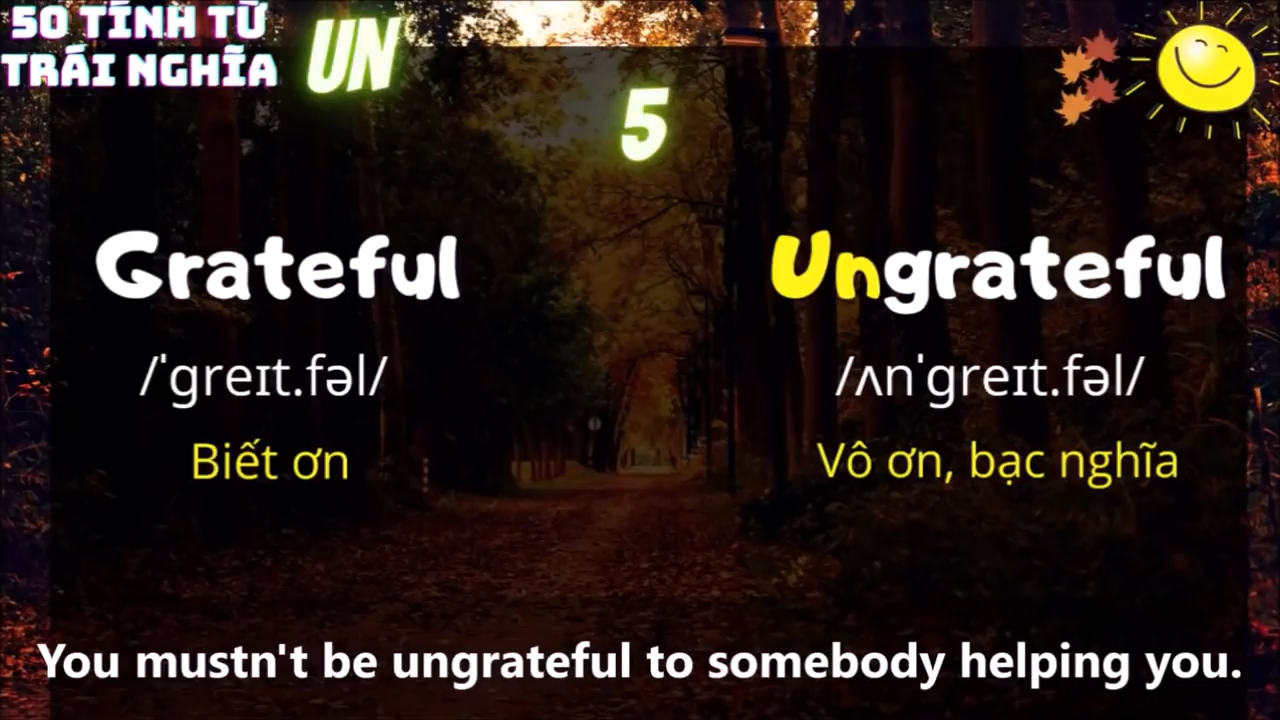 50 TÍNH TỪ
TRÁI NGHĨA
UN
5
Grateful
Ungrateful
/ˈɡreɪt.fəl/
/ʌnˈɡreɪt.fəl/
Biết ơn
Vô ơn, bạc nghĩa
You mustn't be ungrateful to somebody helping you.